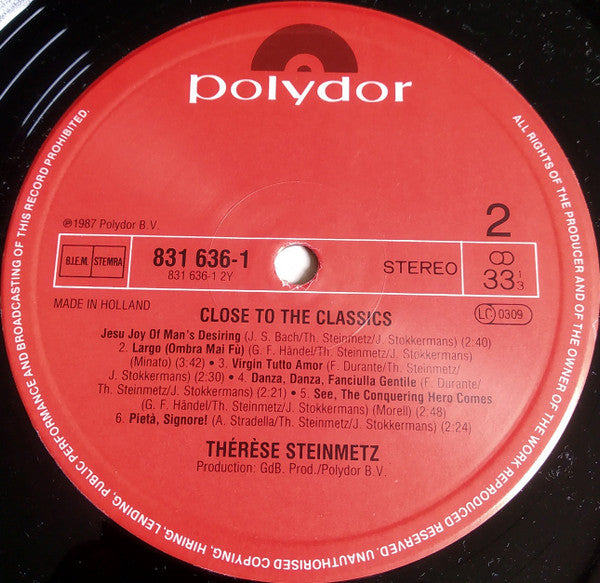 polydor
℗1987 Polydor B.V.
2
B.I.E.M. STEMRA
831 636-1
831 636-1 2Y
STEREO
33 1/3
MADE IN HOLLAND
LC 0309
CLOSE TO THE CLASSICS
Jesu Joy Of Man's Desiring (J. S. Bach/Th. Steinmetz/J. Stokkermans) (2:40)
2. Largo (Ombra Mai Fù) (G. F. Händel/Th. Steinmetz/J. Stokkermans)
(Minato) (3:42) • 3. Virgin Tutto Amor (F. Durante/Th. Steinmetz/
J. Stokkermans) (2:30) • 4. Danza, Danza, Fanciulla Gentile (F. Durante/
Th. Steinmetz/J. Stokkermans) (2:21) • 5. See, The Conquering Hero Comes
(G. F. Händel/Th. Steinmetz/J. Stokkermans) (Morell) (2:48)
6. Pietà, Signore! (A. Stradella/Th. Steinmetz/J. Stokkermans) (2:24)
THÉRÈSE STEINMETZ
Production: GdB. Prod./Polydor B.V.
ALL RIGHTS OF THE PRODUCER AND OF THE OWNER OF THE WORK REPRODUCED RESERVED. UNAUTHORISED COPYING, HIRING, LENDING, PUBLIC PERFORMANCE AND BROADCASTING OF THIS RECORD PROHIBITED.